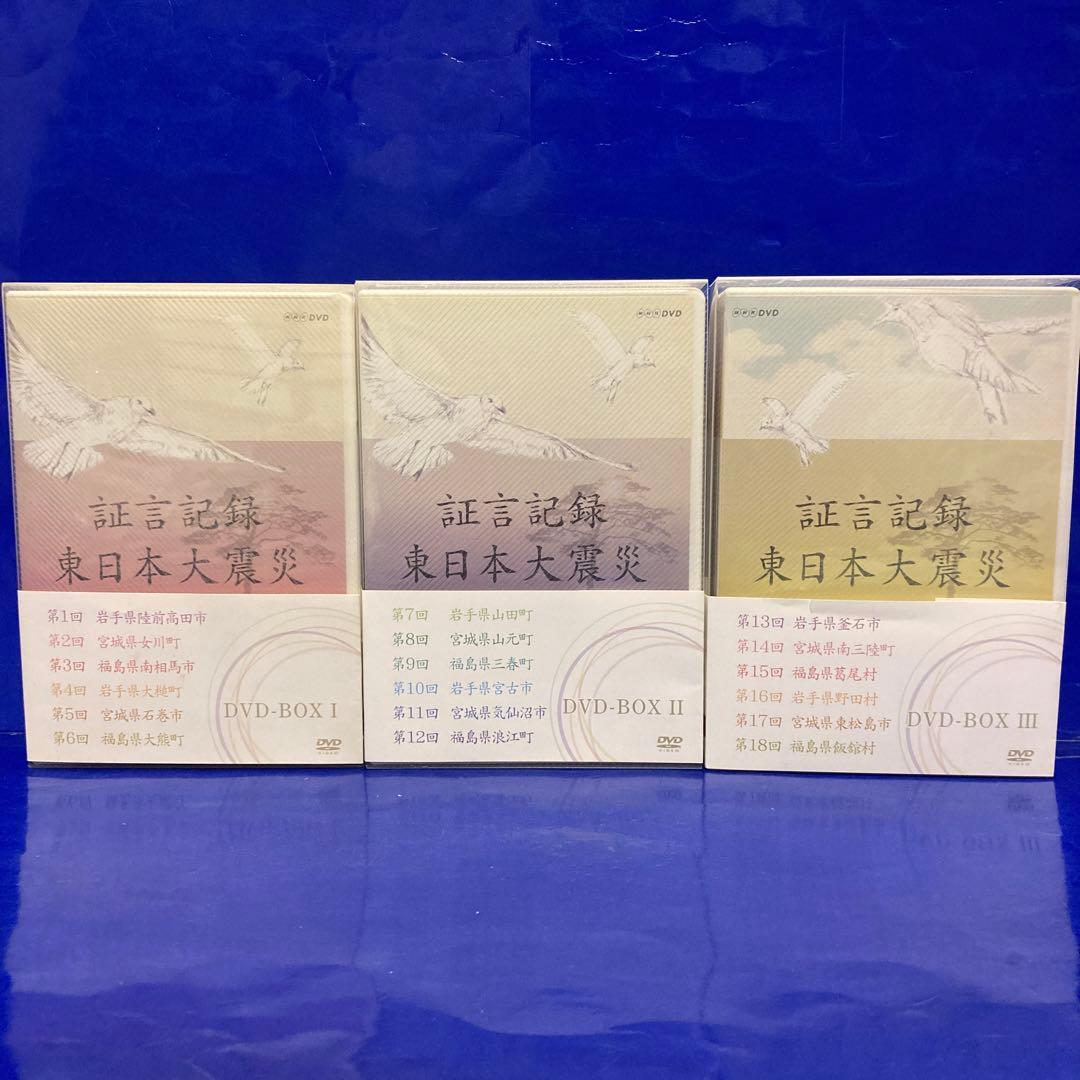 NHK DVD
証言記録
東日本大震災
第1回 岩手県陸前高田市
第2回 宮城県女川町
第3回 福島県南相馬市
第4回 岩手県大槌町
第5回 宮城県石巻市
第6回 福島県大熊町
DVD-BOX I
DVD
VIDEO
NHK DVD
証言記録
東日本大震災
第7回 岩手県山田町
第8回 宮城県山元町
第9回 福島県三春町
第10回 岩手県宮古市
第11回 宮城県気仙沼市
第12回 福島県浪江町
DVD-BOX II
DVD
VIDEO
NHK DVD
証言記録
東日本大震災
第13回 岩手県釜石市
第14回 宮城県南三陸町
第15回 福島県葛尾村
第16回 岩手県野田村
第17回 宮城県東松島市
第18回 福島県飯舘村
DVD-BOX III
DVD
VIDEO